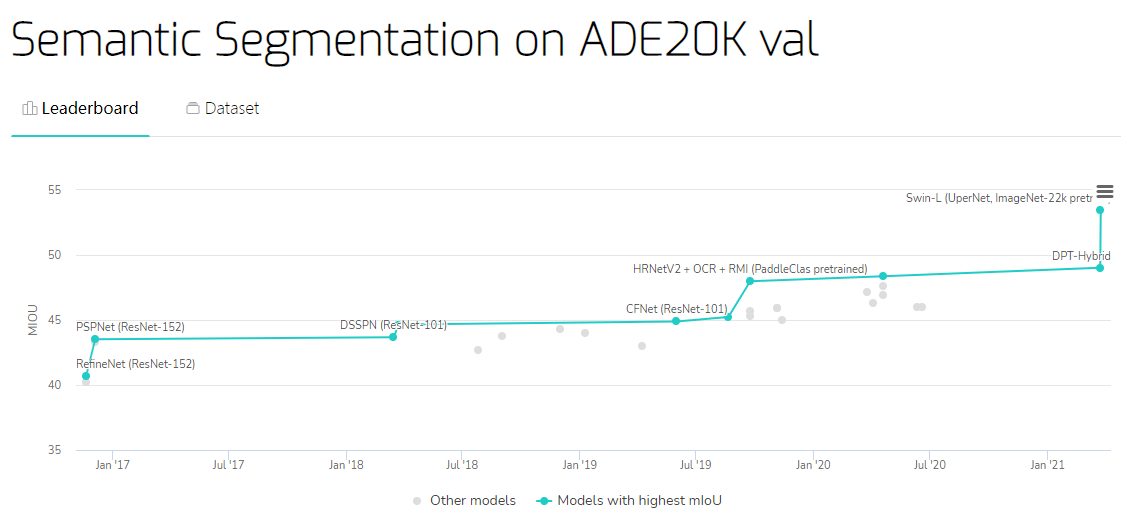 Semantic Segmentation on ADE20K val
Leaderboard
Dataset
55
Swin-L (UperNet, ImageNet-22k pretr
50
DPT-Hybrid
HRNetV2 + OCR + RMI (PaddleClas pretrained)
CFNet (ResNet-101)
45
PSPNet (ResNet-152)
DSSPN (ResNet-101)
MIOU
RefineNet (ResNet-152)
40
35
Jan '17
Jul '17
Jan '18
Jul '18
Jan '19
Jul '19
Jan '20
Jul '20
Jan '21
Other models
Models with highest mIoU